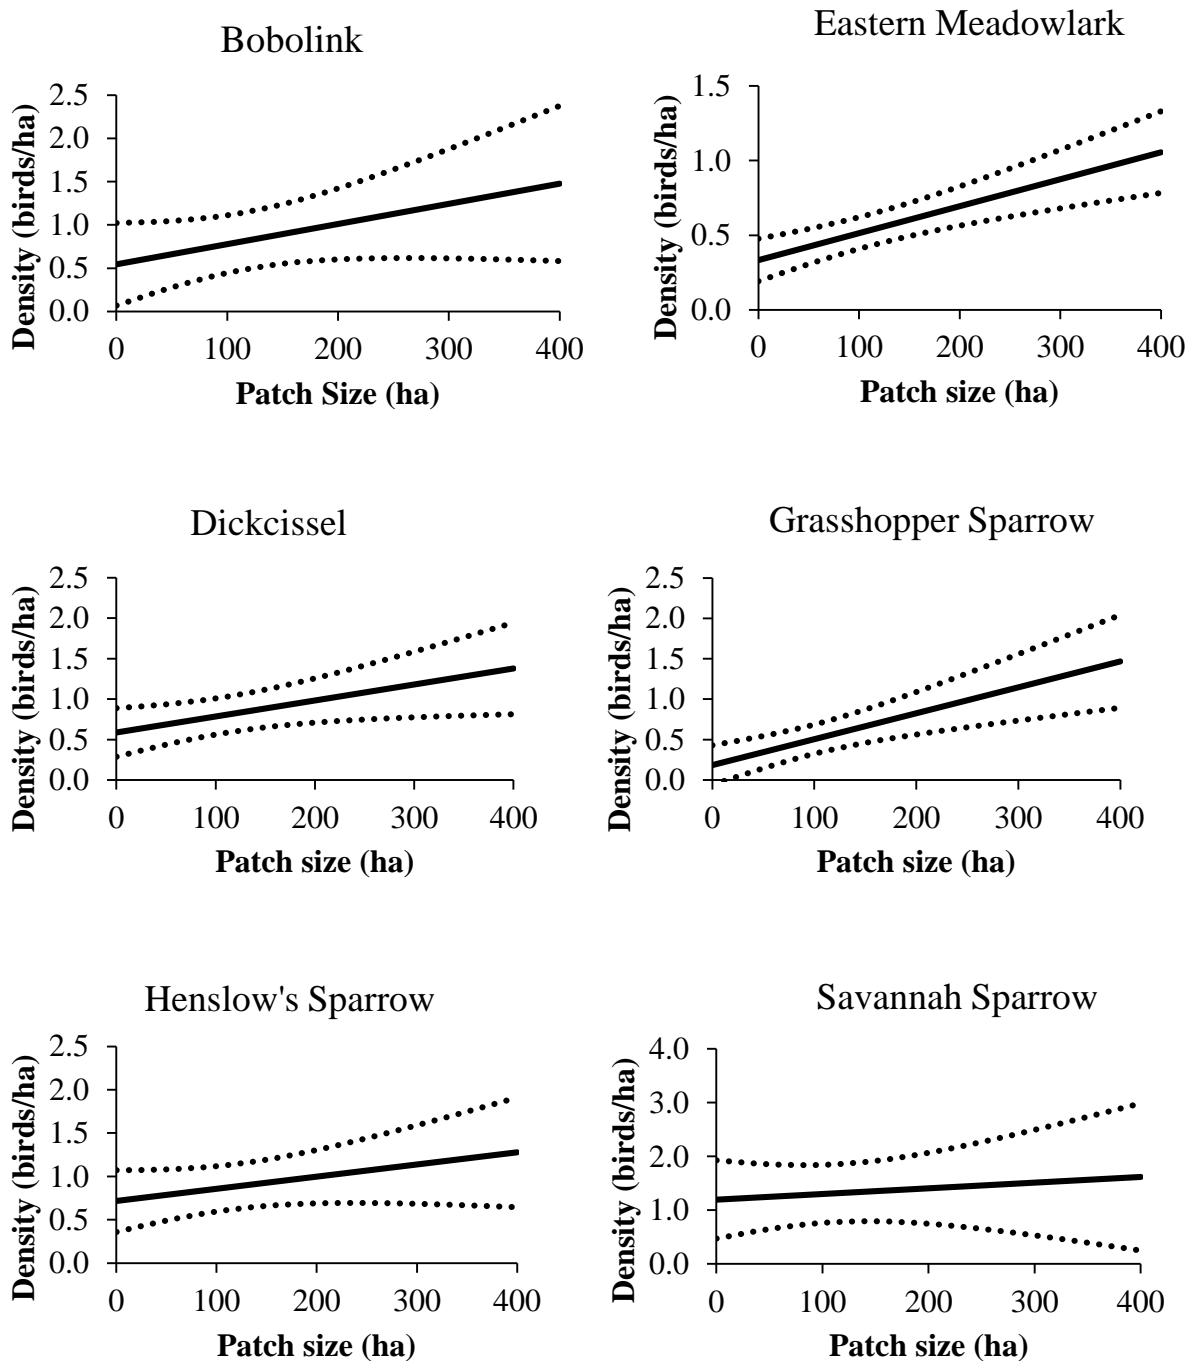 Bobolink
Density (birds/ha)
2.5
2.0
1.5
1.0
0.5
0.0
0 100 200 300 400
Patch Size (ha)
Eastern Meadowlark
Density (birds/ha)
1.5
1.0
0.5
0.0
0 100 200 300 400
Patch size (ha)
Dickcissel
Density (birds/ha)
2.5
2.0
1.5
1.0
0.5
0.0
0 100 200 300 400
Patch size (ha)
Grasshopper Sparrow
Density (birds/ha)
2.5
2.0
1.5
1.0
0.5
0.0
0 100 200 300 400
Patch size (ha)
Henslow's Sparrow
Density (birds/ha)
2.5
2.0
1.5
1.0
0.5
0.0
0 100 200 300 400
Patch size (ha)
Savannah Sparrow
Density (birds/ha)
4.0
3.0
2.0
1.0
0.0
0 100 200 300 400
Patch size (ha)